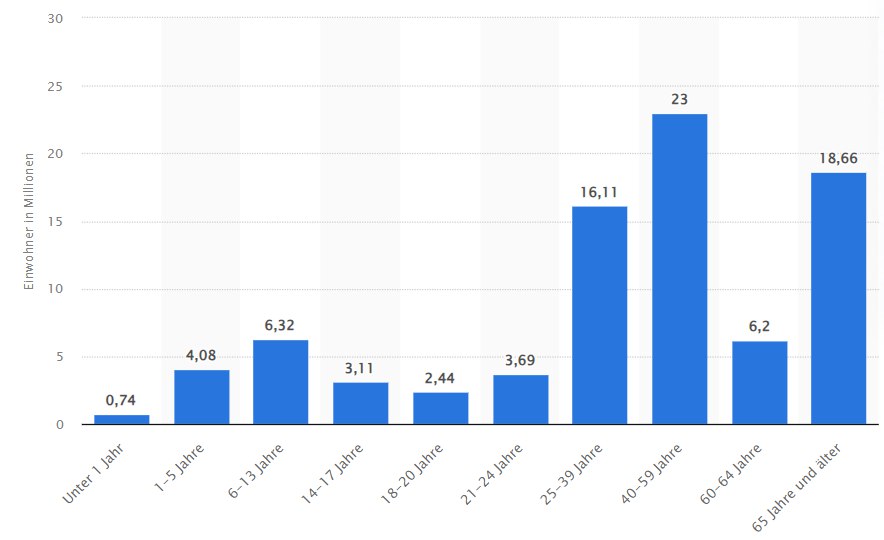 30
25
20
15
10
5
0
Einwohner in Millionen
0,74
4,08
6,32
3,11
2,44
3,69
16,11
23
6,2
18,66
Unter 1 Jahr
1–5 Jahre
6–13 Jahre
14–17 Jahre
18–20 Jahre
21–24 Jahre
25–39 Jahre
40–59 Jahre
60–64 Jahre
65 Jahre und älter